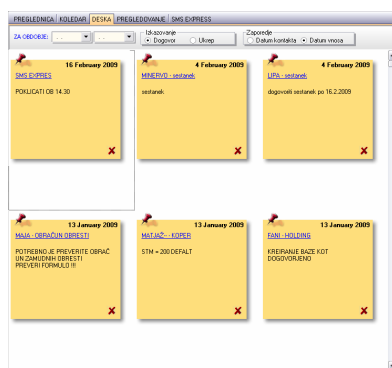 PREGLEDNICA KOLEDAR DESKA PREGLEDOVANJE SMS EXPRESS
ZA OBDOBJE: . . . .
Izkazovanje
Dogovor Ukrep
Zaporedje
Datum kontakta Datum vnosa
16 February 2009
SMS EXPRES
POKLICATI OB 14.30
4 February 2009
MINERVO - sestanek
sestanek
4 February 2009
LIPA - sestanek
dogovoriti sestanek po 16.2.2009
13 January 2009
MAJA - OBRAČUN OBRESTI
POTREBNO JE PREVERITE OBRAČ
UN ZAMUDNIH OBRESTI
PREVERI FORMULO !!!
13 January 2009
MATJAŽ - - KOPER
STM = 200 DEFALT
13 January 2009
FANI - HOLDING
KREIRANJE BAZE KOT
DOGOVORJENO